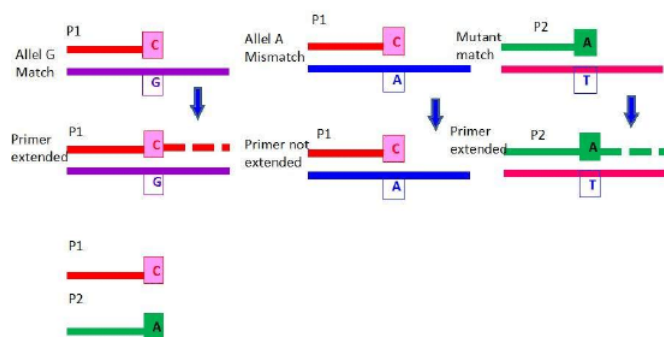 P1
C
Allel G
Match
G
P1
C
Allel A
Mismatch
A
P2
A
Mutant
match
T
P1
C
Primer
extended
G
P1
C
Primer not
extended
A
Primer
extended
P2
A
T
P1
C
P2
A